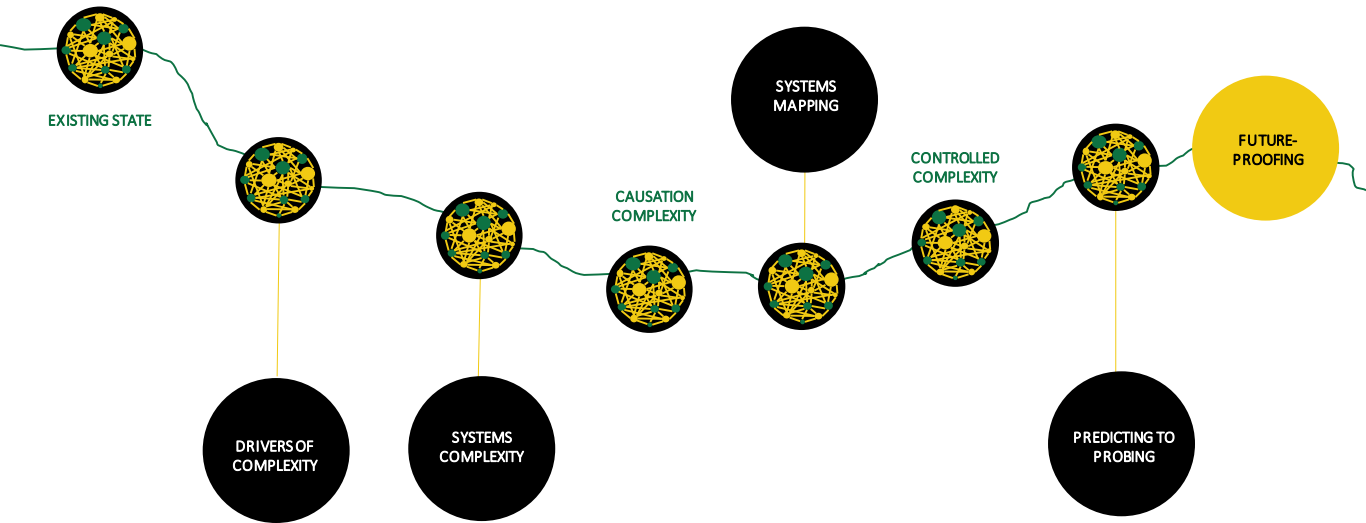 EXISTING STATE
DRIVERS OF
COMPLEXITY
SYSTEMS
COMPLEXITY
CAUSATION
COMPLEXITY
SYSTEMS
MAPPING
CONTROLLED
COMPLEXITY
PREDICTING TO
PROBING
FUTURE-
PROOFING